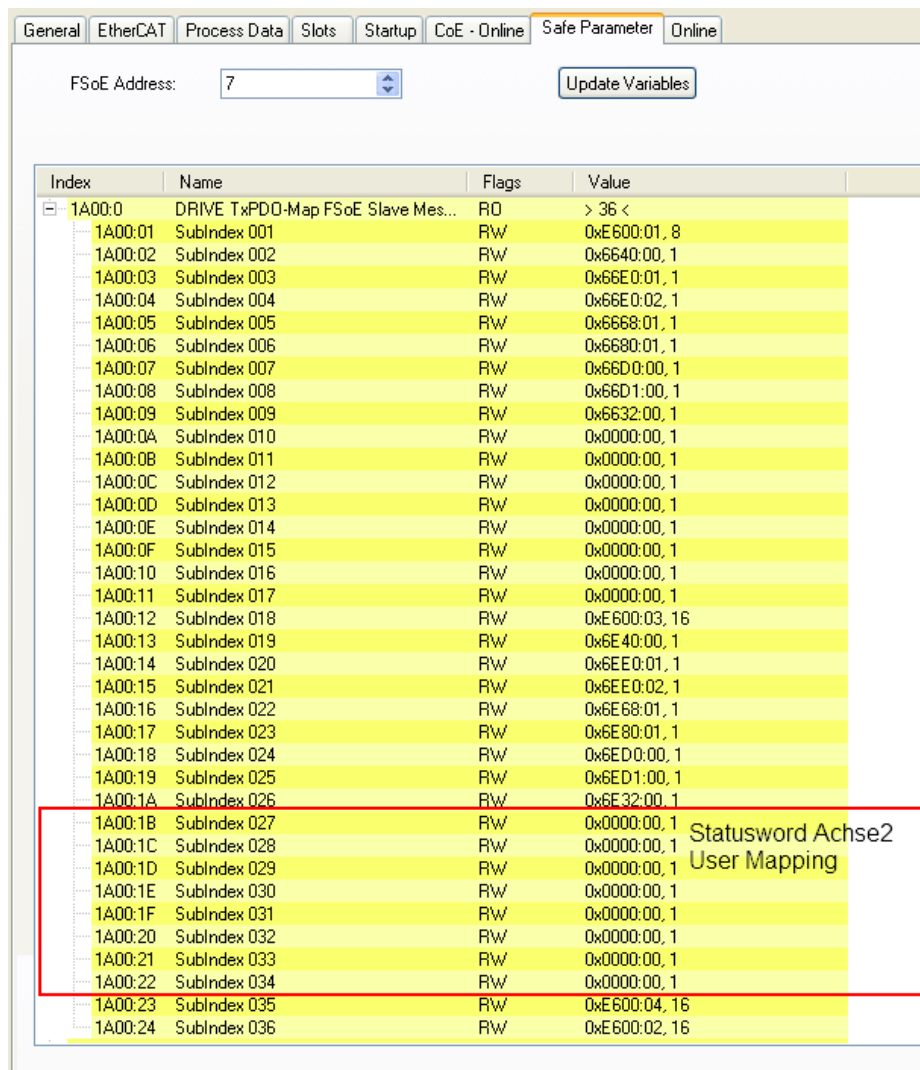 General EtherCAT Process Data Slots Startup CoE - Online Safe Parameter Online
FSoE Address: 7 Update Variables
Index Name Flags Value
1A00:0 DRIVE TxPDO-Map FSoE Slave Mes... RO > 36 <
1A00:01 SubIndex 001 RW 0xE600:01, 8
1A00:02 SubIndex 002 RW 0x6640:00, 1
1A00:03 SubIndex 003 RW 0x66E0:01, 1
1A00:04 SubIndex 004 RW 0x66E0:02, 1
1A00:05 SubIndex 005 RW 0x6668:01, 1
1A00:06 SubIndex 006 RW 0x6680:01, 1
1A00:07 SubIndex 007 RW 0x66D0:00, 1
1A00:08 SubIndex 008 RW 0x66D1:00, 1
1A00:09 SubIndex 009 RW 0x6632:00, 1
1A00:0A SubIndex 010 RW 0x0000:00, 1
1A00:0B SubIndex 011 RW 0x0000:00, 1
1A00:0C SubIndex 012 RW 0x0000:00, 1
1A00:0D SubIndex 013 RW 0x0000:00, 1
1A00:0E SubIndex 014 RW 0x0000:00, 1
1A00:0F SubIndex 015 RW 0x0000:00, 1
1A00:10 SubIndex 016 RW 0x0000:00, 1
1A00:11 SubIndex 017 RW 0x0000:00, 1
1A00:12 SubIndex 018 RW 0xE600:03, 16
1A00:13 SubIndex 019 RW 0x6E40:00, 1
1A00:14 SubIndex 020 RW 0x6EE0:01, 1
1A00:15 SubIndex 021 RW 0x6EE0:02, 1
1A00:16 SubIndex 022 RW 0x6E68:01, 1
1A00:17 SubIndex 023 RW 0x6E80:01, 1
1A00:18 SubIndex 024 RW 0x6ED0:00, 1
1A00:19 SubIndex 025 RW 0x6ED1:00, 1
1A00:1A SubIndex 026 RW 0x6E32:00, 1
1A00:1B SubIndex 027 RW 0x0000:00, 1
1A00:1C SubIndex 028 RW 0x0000:00, 1 Statusword Achse2
1A00:1D SubIndex 029 RW 0x0000:00, 1 User Mapping
1A00:1E SubIndex 030 RW 0x0000:00, 1
1A00:1F SubIndex 031 RW 0x0000:00, 1
1A00:20 SubIndex 032 RW 0x0000:00, 1
1A00:21 SubIndex 033 RW 0x0000:00, 1
1A00:22 SubIndex 034 RW 0x0000:00, 1
1A00:23 SubIndex 035 RW 0xE600:04, 16
1A00:24 SubIndex 036 RW 0xE600:02, 16